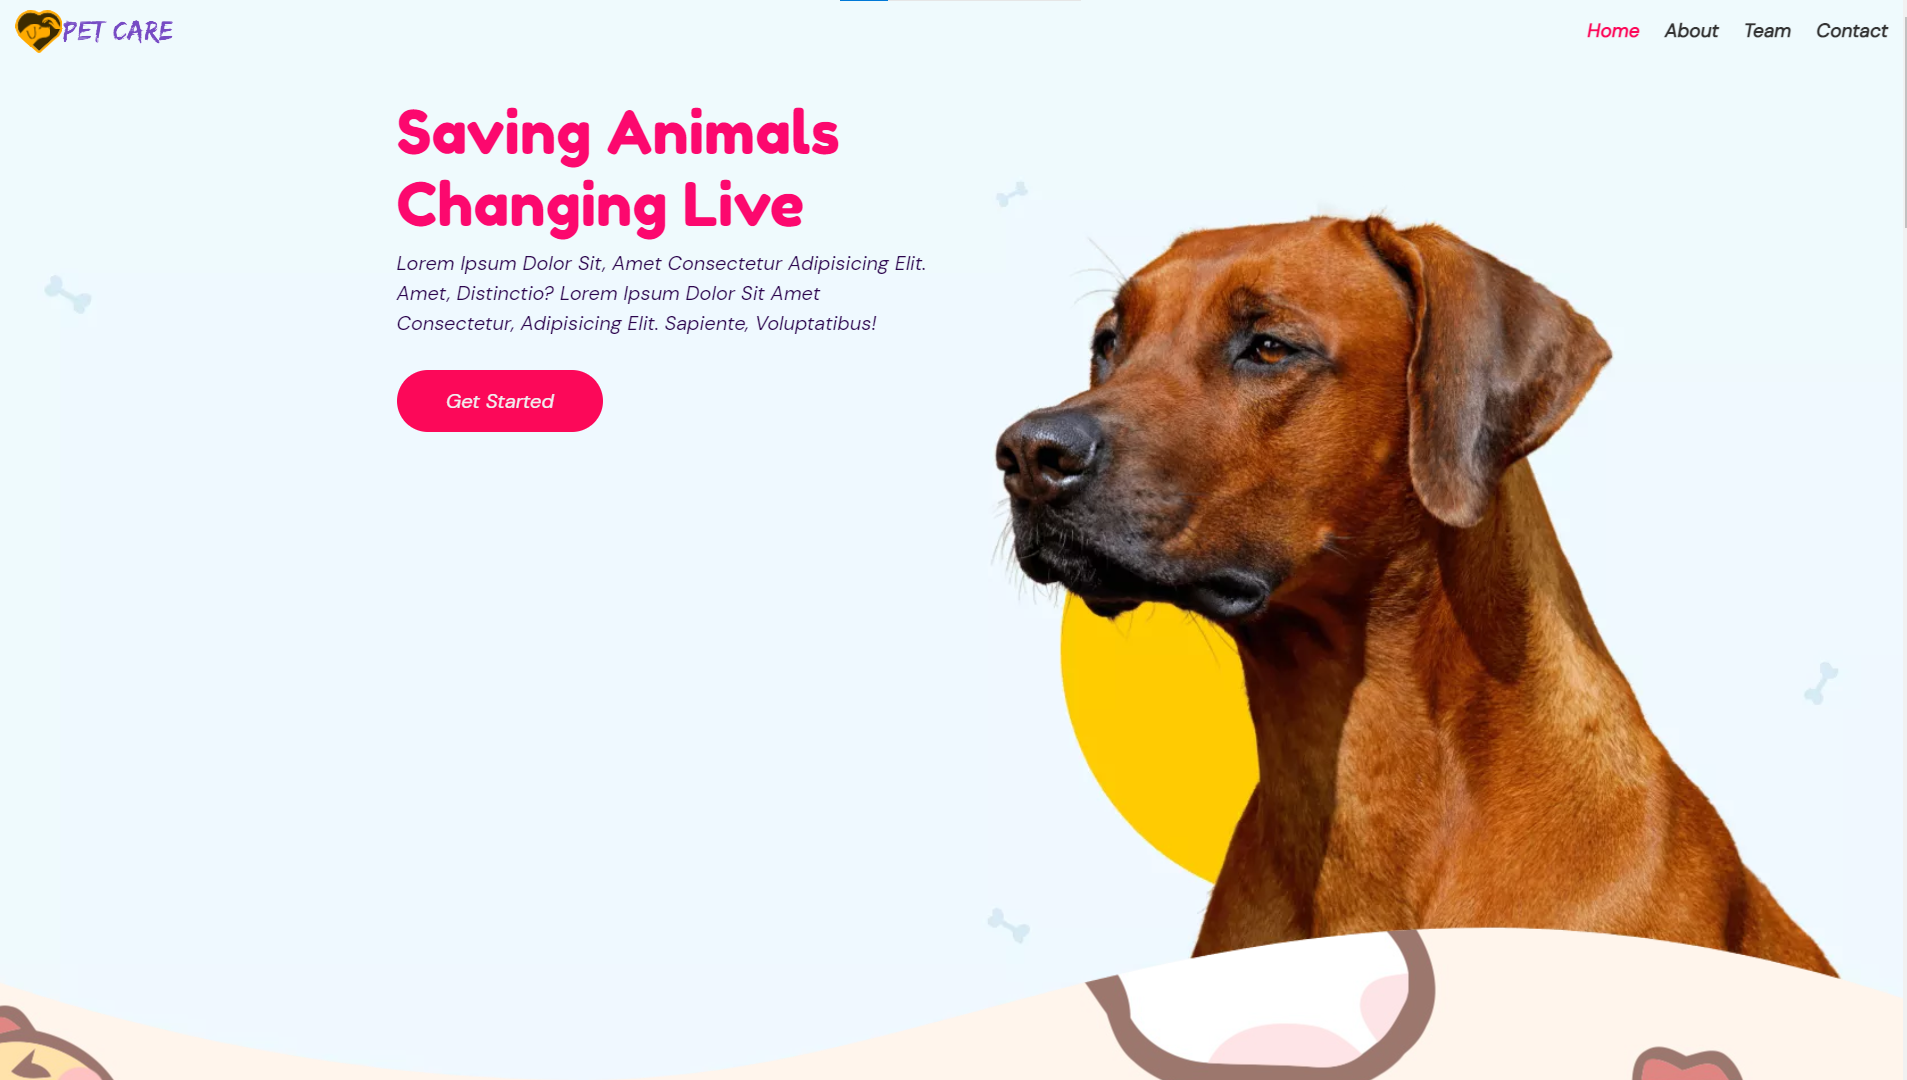 PET CARE
Home About Team Contact
Saving Animals
Changing Live
Lorem Ipsum Dolor Sit, Amet Consectetur Adipisicing Elit.
Amet, Distinctio? Lorem Ipsum Dolor Sit Amet
Consectetur, Adipisicing Elit. Sapiente, Voluptatibus!
Get Started